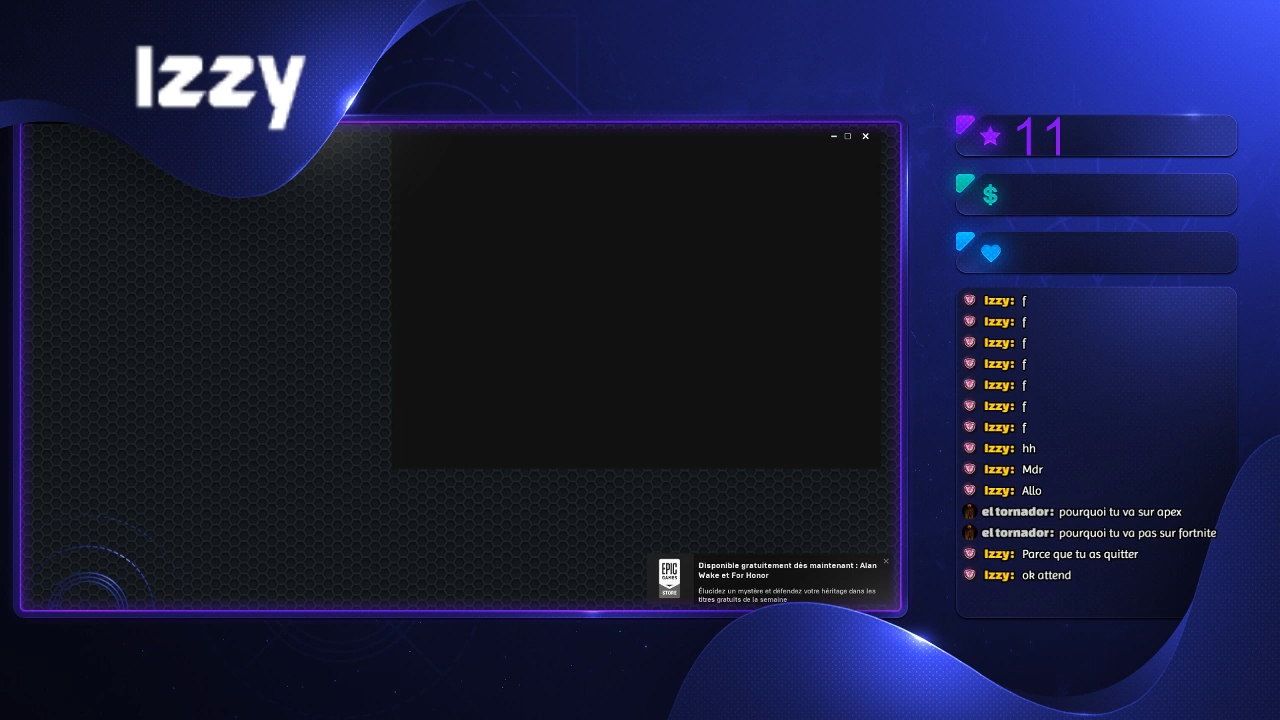 Izzy
11
$
Izzy: f
Izzy: f
Izzy: f
Izzy: f
Izzy: f
Izzy: f
Izzy: f
Izzy: hh
Izzy: Mdr
Izzy: Allo
el tornador: pourquoi tu va sur apex
el tornador: pourquoi tu va pas sur fortnite
Izzy: Parce que tu as quitter
Izzy: ok attend
EPIC
GAMES
STORE
Disponible gratuitement dès maintenant : Alan
Wake et For Honor
Élucidez un mystère et défendez votre héritage dans les
titres gratuits de la semaine